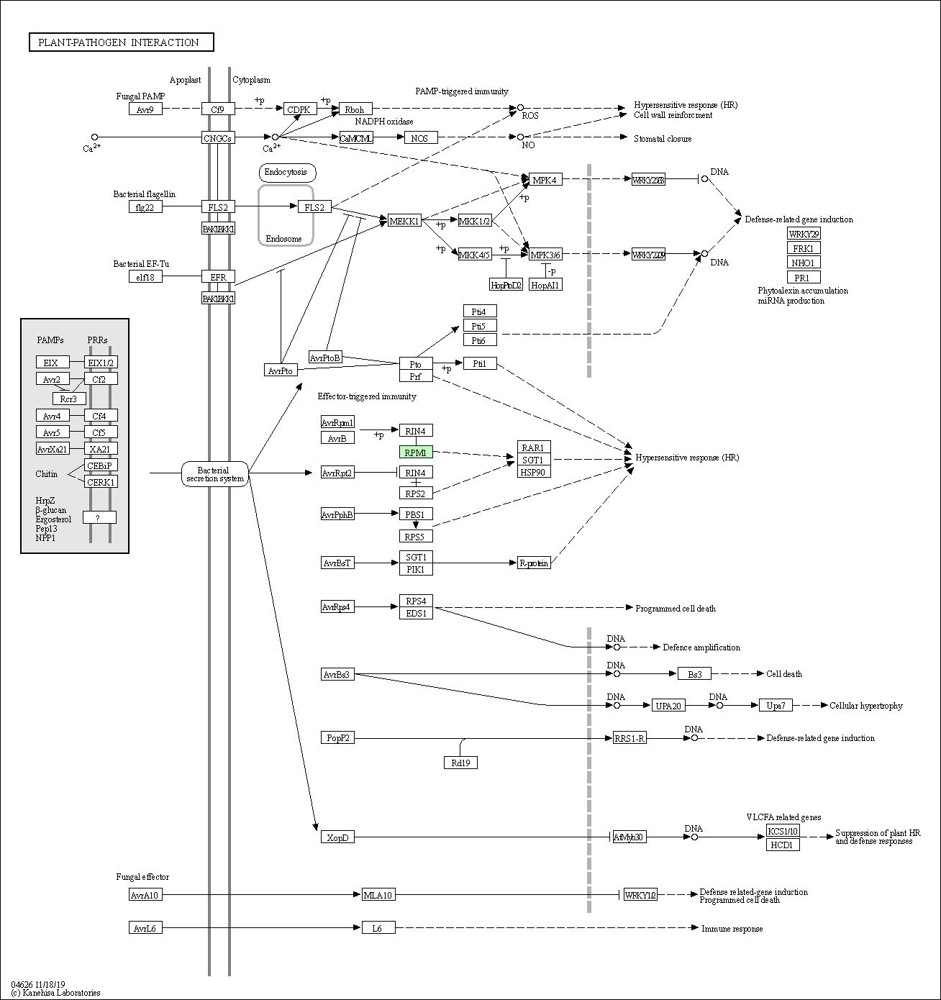 PLANT-PATHOGEN INTERACTION
Apoplast
Cytoplasm
Fungal PAMP
PAMP-triggered immunity
Avr9
Cf9
+p
CDPK
+p
Rboh
ROS
Hypersensitive response (HR)
Cell wall reinforcment
NADPH oxidase
Ca2+
CNGCs
Ca2+
CaMCML
NOS
NO
Stomatal closure
Endocytosis
MPK4
WRKY25/33
DNA
Bacterial flagellin
flg22
FLS2
FLS2
+p
BAK1/BKK1
MEKK1
+p
MKK1/2
Defense-related gene induction
WRKY29
FRK1
NHO1
PR1
Phytoalexin accumulation
miRNA production
Endosome
+p
MKK4/5
+p
MPK3/6
WRKY22/29
DNA
Bacterial EF-Tu
elf18
EFR
-p
HopPtoD2
HopAI1
BAK1/BKK1
Pti4
Pti5
Pti6
PAMPs
PRRs
EIX
EIX1/2
Avr2
Cf2
Rcr3
Avr4
Cf4
Avr5
Cf5
AvrXa21
XA21
Chitin
CEBiP
CERK1
HrpZ
β-glucan
Ergosterol
Pep13
NPP1
?
AvrPtoB
AvrPto
Pto
Prf
+p
Pti1
Effector-triggered immunity
AvrRpm1
AvrB
+p
RIN4
RPM1
RAR1
SGT1
HSP90
Hypersensitive response (HR)
Bacterial
secretion system
AvrRpt2
RIN4
RPS2
AvrPphB
PBS1
RPS5
AvrBsT
SGT1
PIK1
R-protein
AvrRps4
RPS4
EDS1
Programmed cell death
DNA
Defence amplification
AvrBs3
DNA
Bs3
Cell death
DNA
UPA20
DNA
Upa7
Cellular hypertrophy
PopP2
Rd19
RRS1-R
DNA
Defense-related gene induction
XopD
AtMyb30
DNA
VLCFA related genes
KCS1/10
HCD1
Suppression of plant HR
and defense responses
Fungal effector
AvrA10
MLA10
WRKY1/2
Defense related-gene induction
Programmed cell death
AvrL6
L6
Immune response
04626 11/18/19
(c) Kanehisa Laboratories